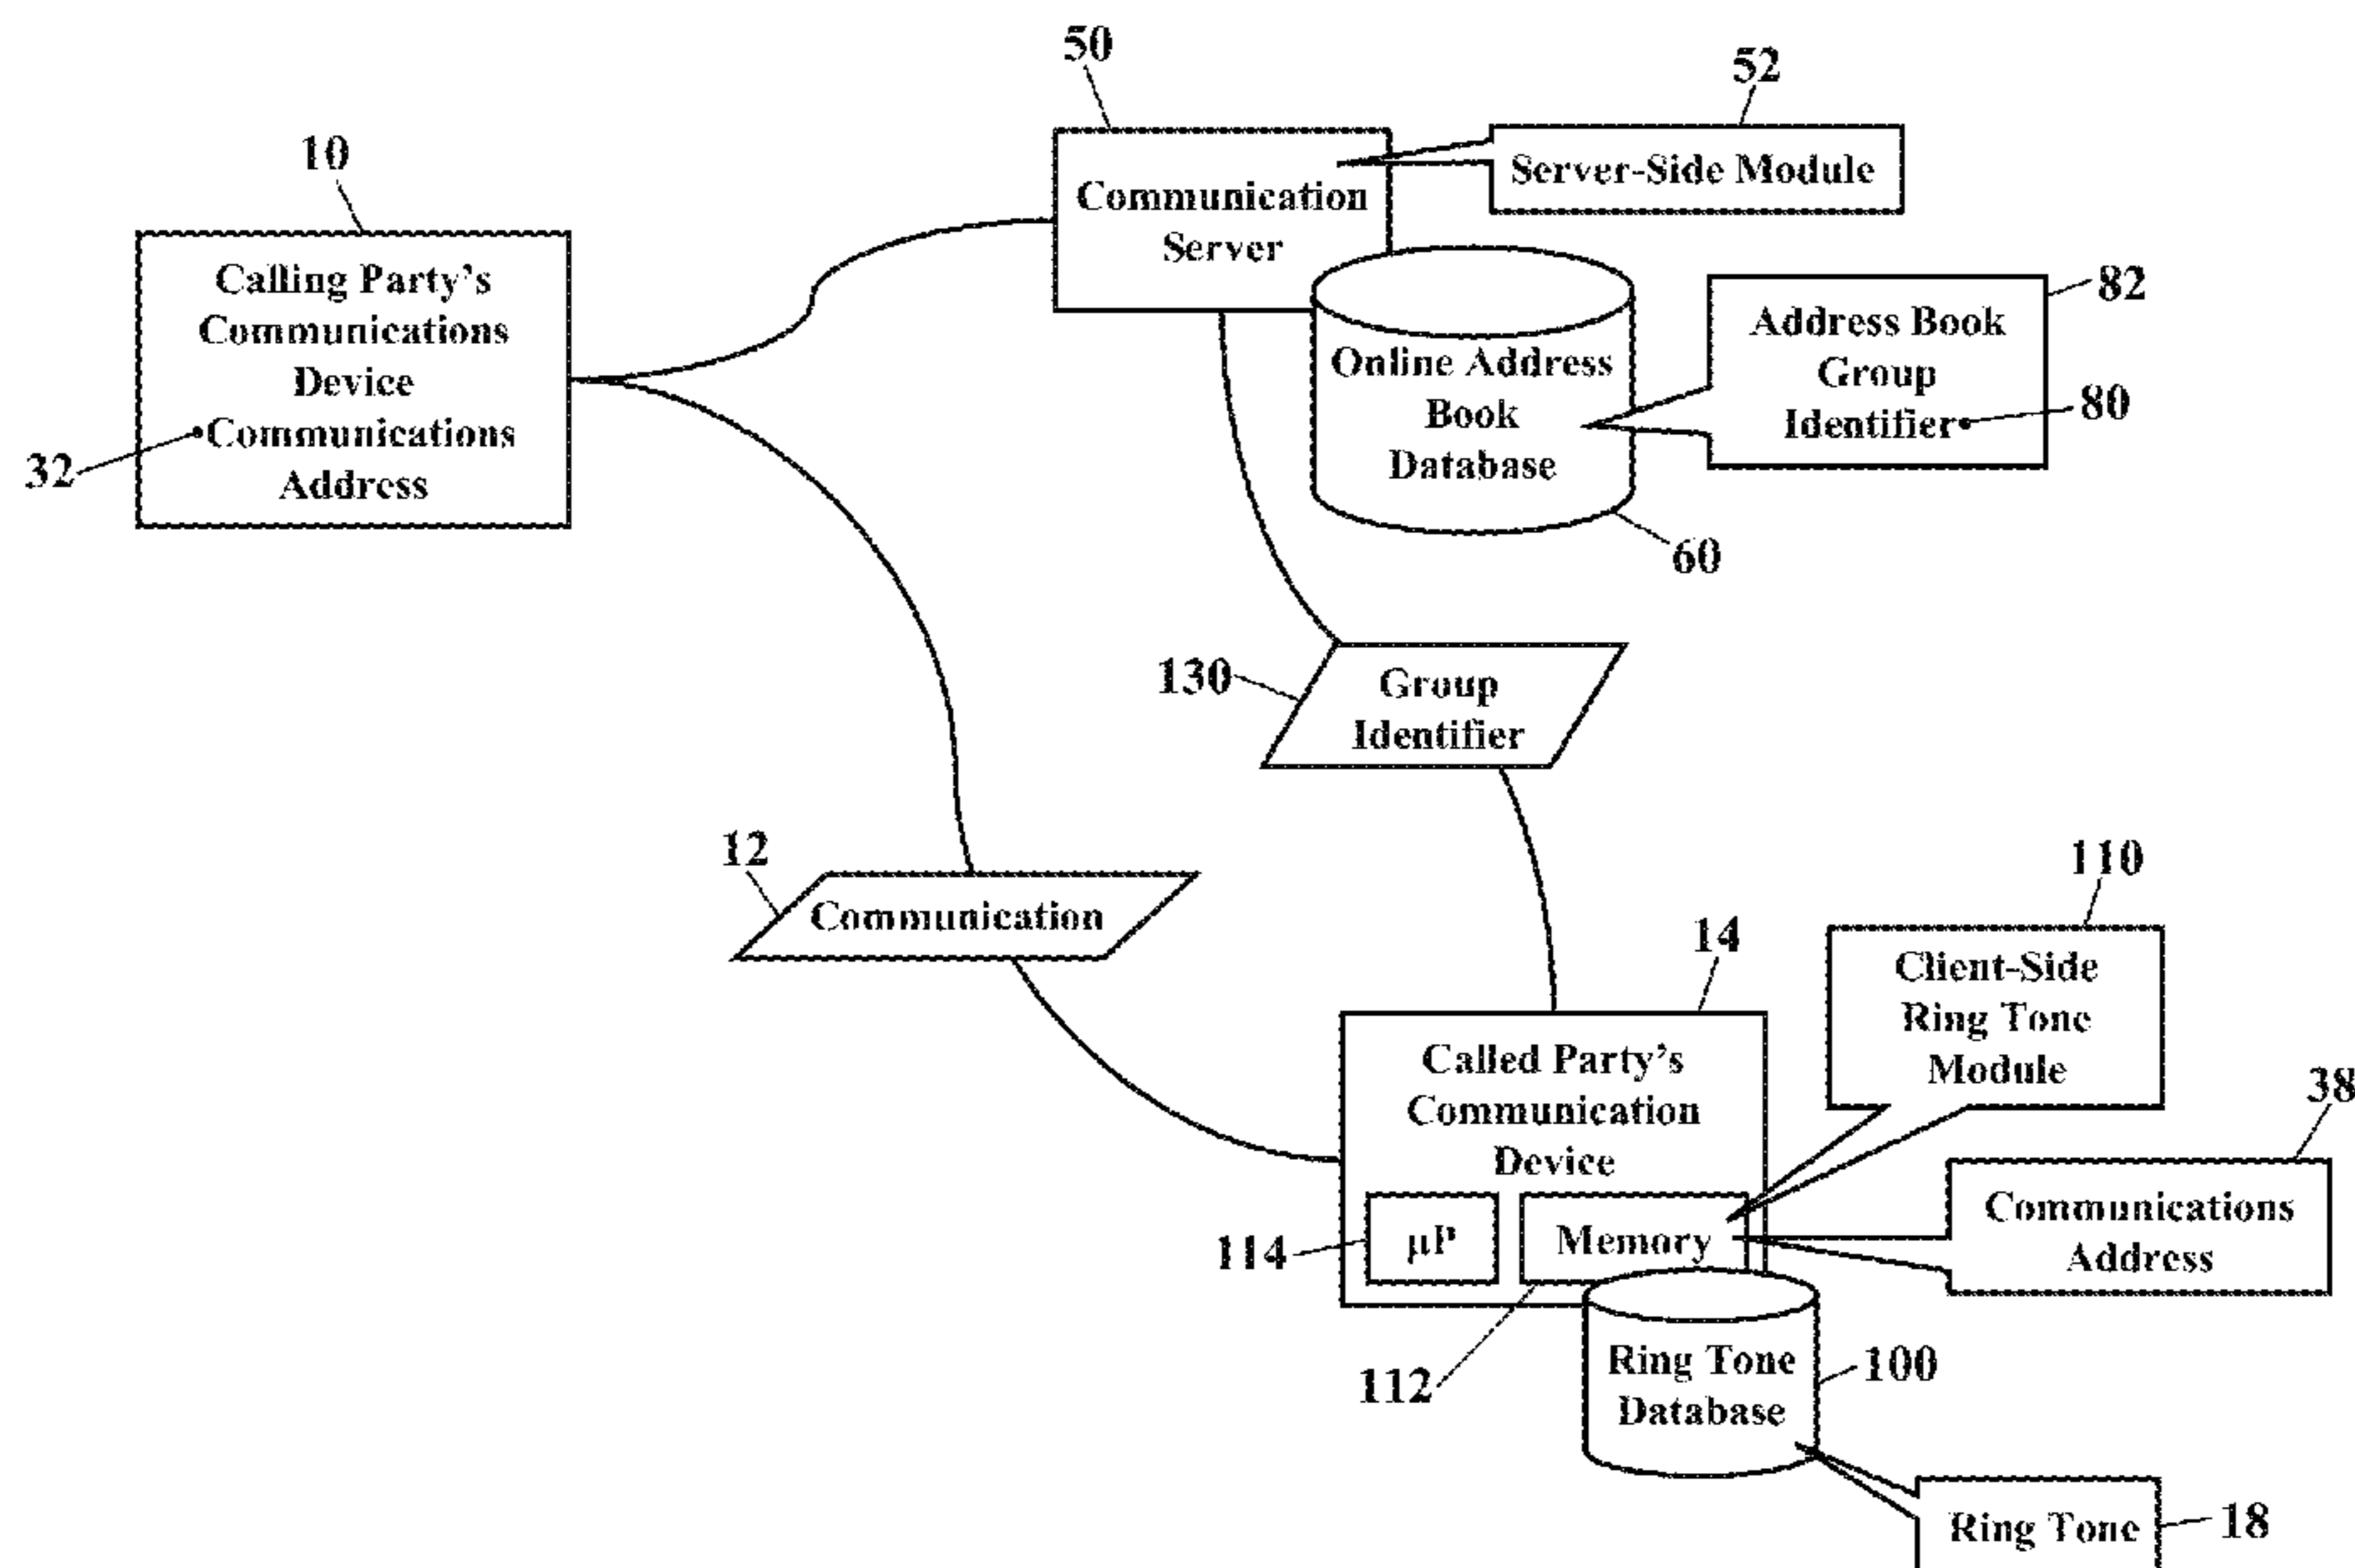 50
52
10
Server-Side Module
Communication
Server
Calling Party's
Communications
Device
•Communications
Address
32
82
Address Book
Group
Identifier•
80
Online Address
Book
Database
60
130
Group
Identifier
12
Communication
110
14
Client-Side
Ring Tone
Module
38
Called Party's
Communication
Device
Communications
Address
114
μP
Memory
112
Ring Tone
Database
100
Ring Tone
18